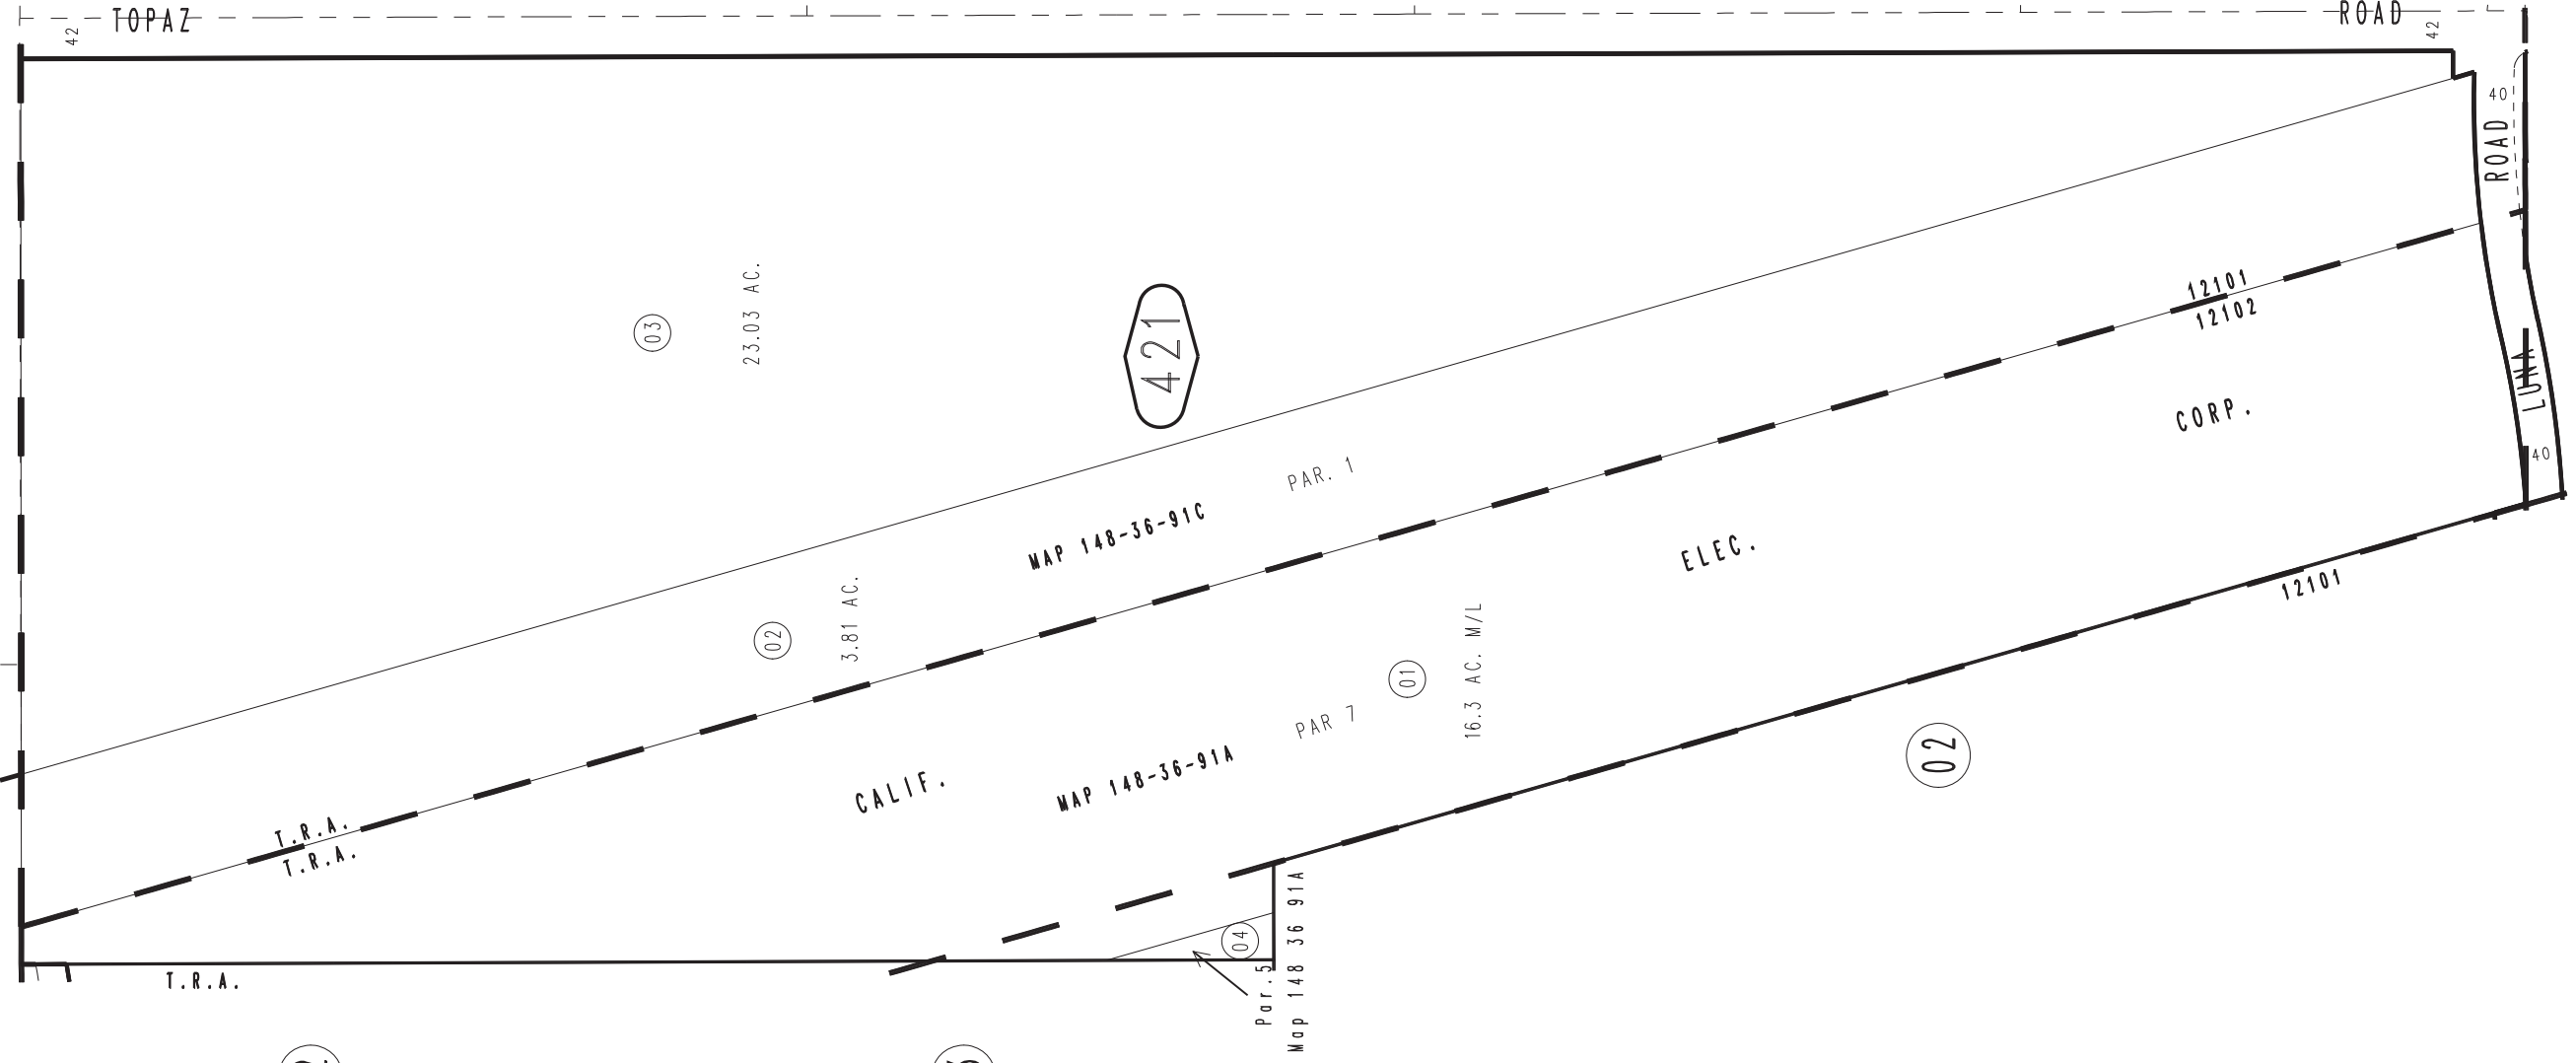 TOPAZ ROAD
42
42
40
ROAD
LUNA
40
03
23.03 AC.
421
12101
12102
CORP.
PAR. 1
MAP 148-36-91C
ELEC.
02
3.81 AC.
01
16.3 AC. M/L
12101
PAR 7
MAP 148-36-91A
CALIF.
02
T.R.A.
T.R.A.
04
T.R.A.
Par.5
Map 148 36 91A